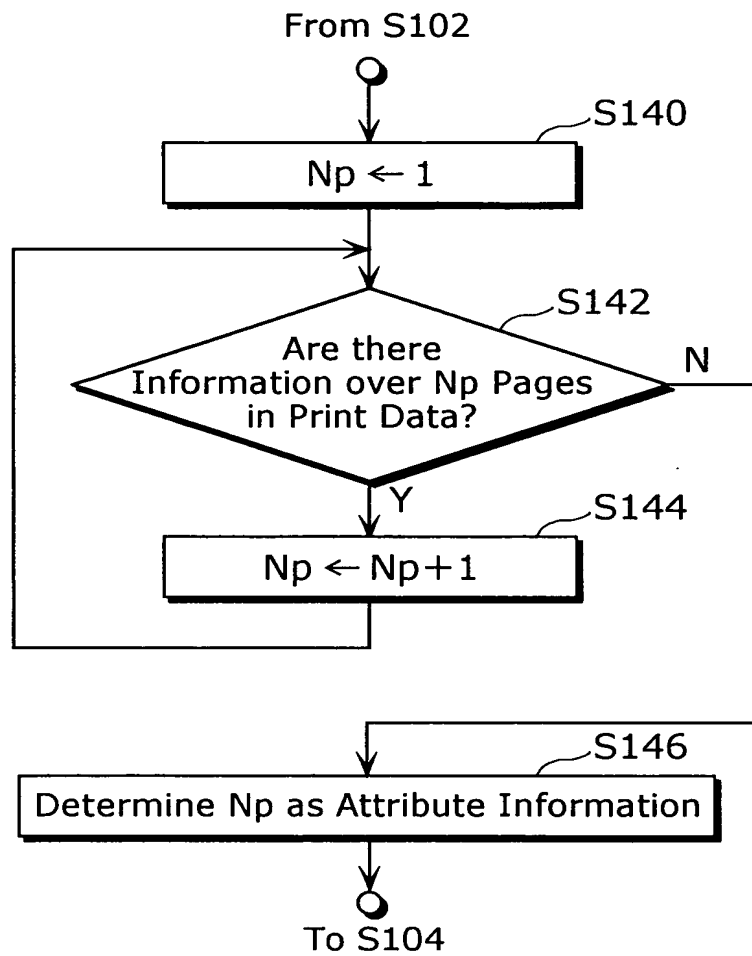 From S102
S140
Np ← 1
S142
Are there
Information over Np Pages
in Print Data?
N
Y
S144
Np ← Np+1
S146
Determine Np as Attribute Information
To S104